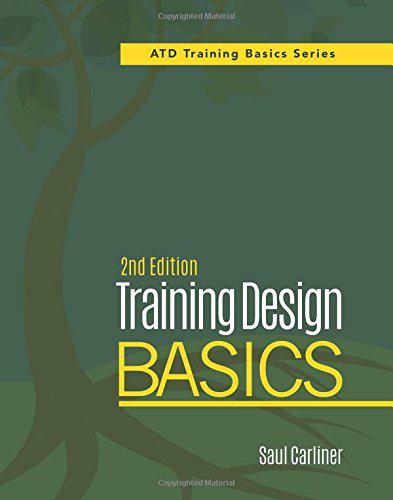 Copyrighted Material
ATD Training Basics Series
2nd Edition
Training Design
BASICS
Saul Carliner
Copyrighted Material